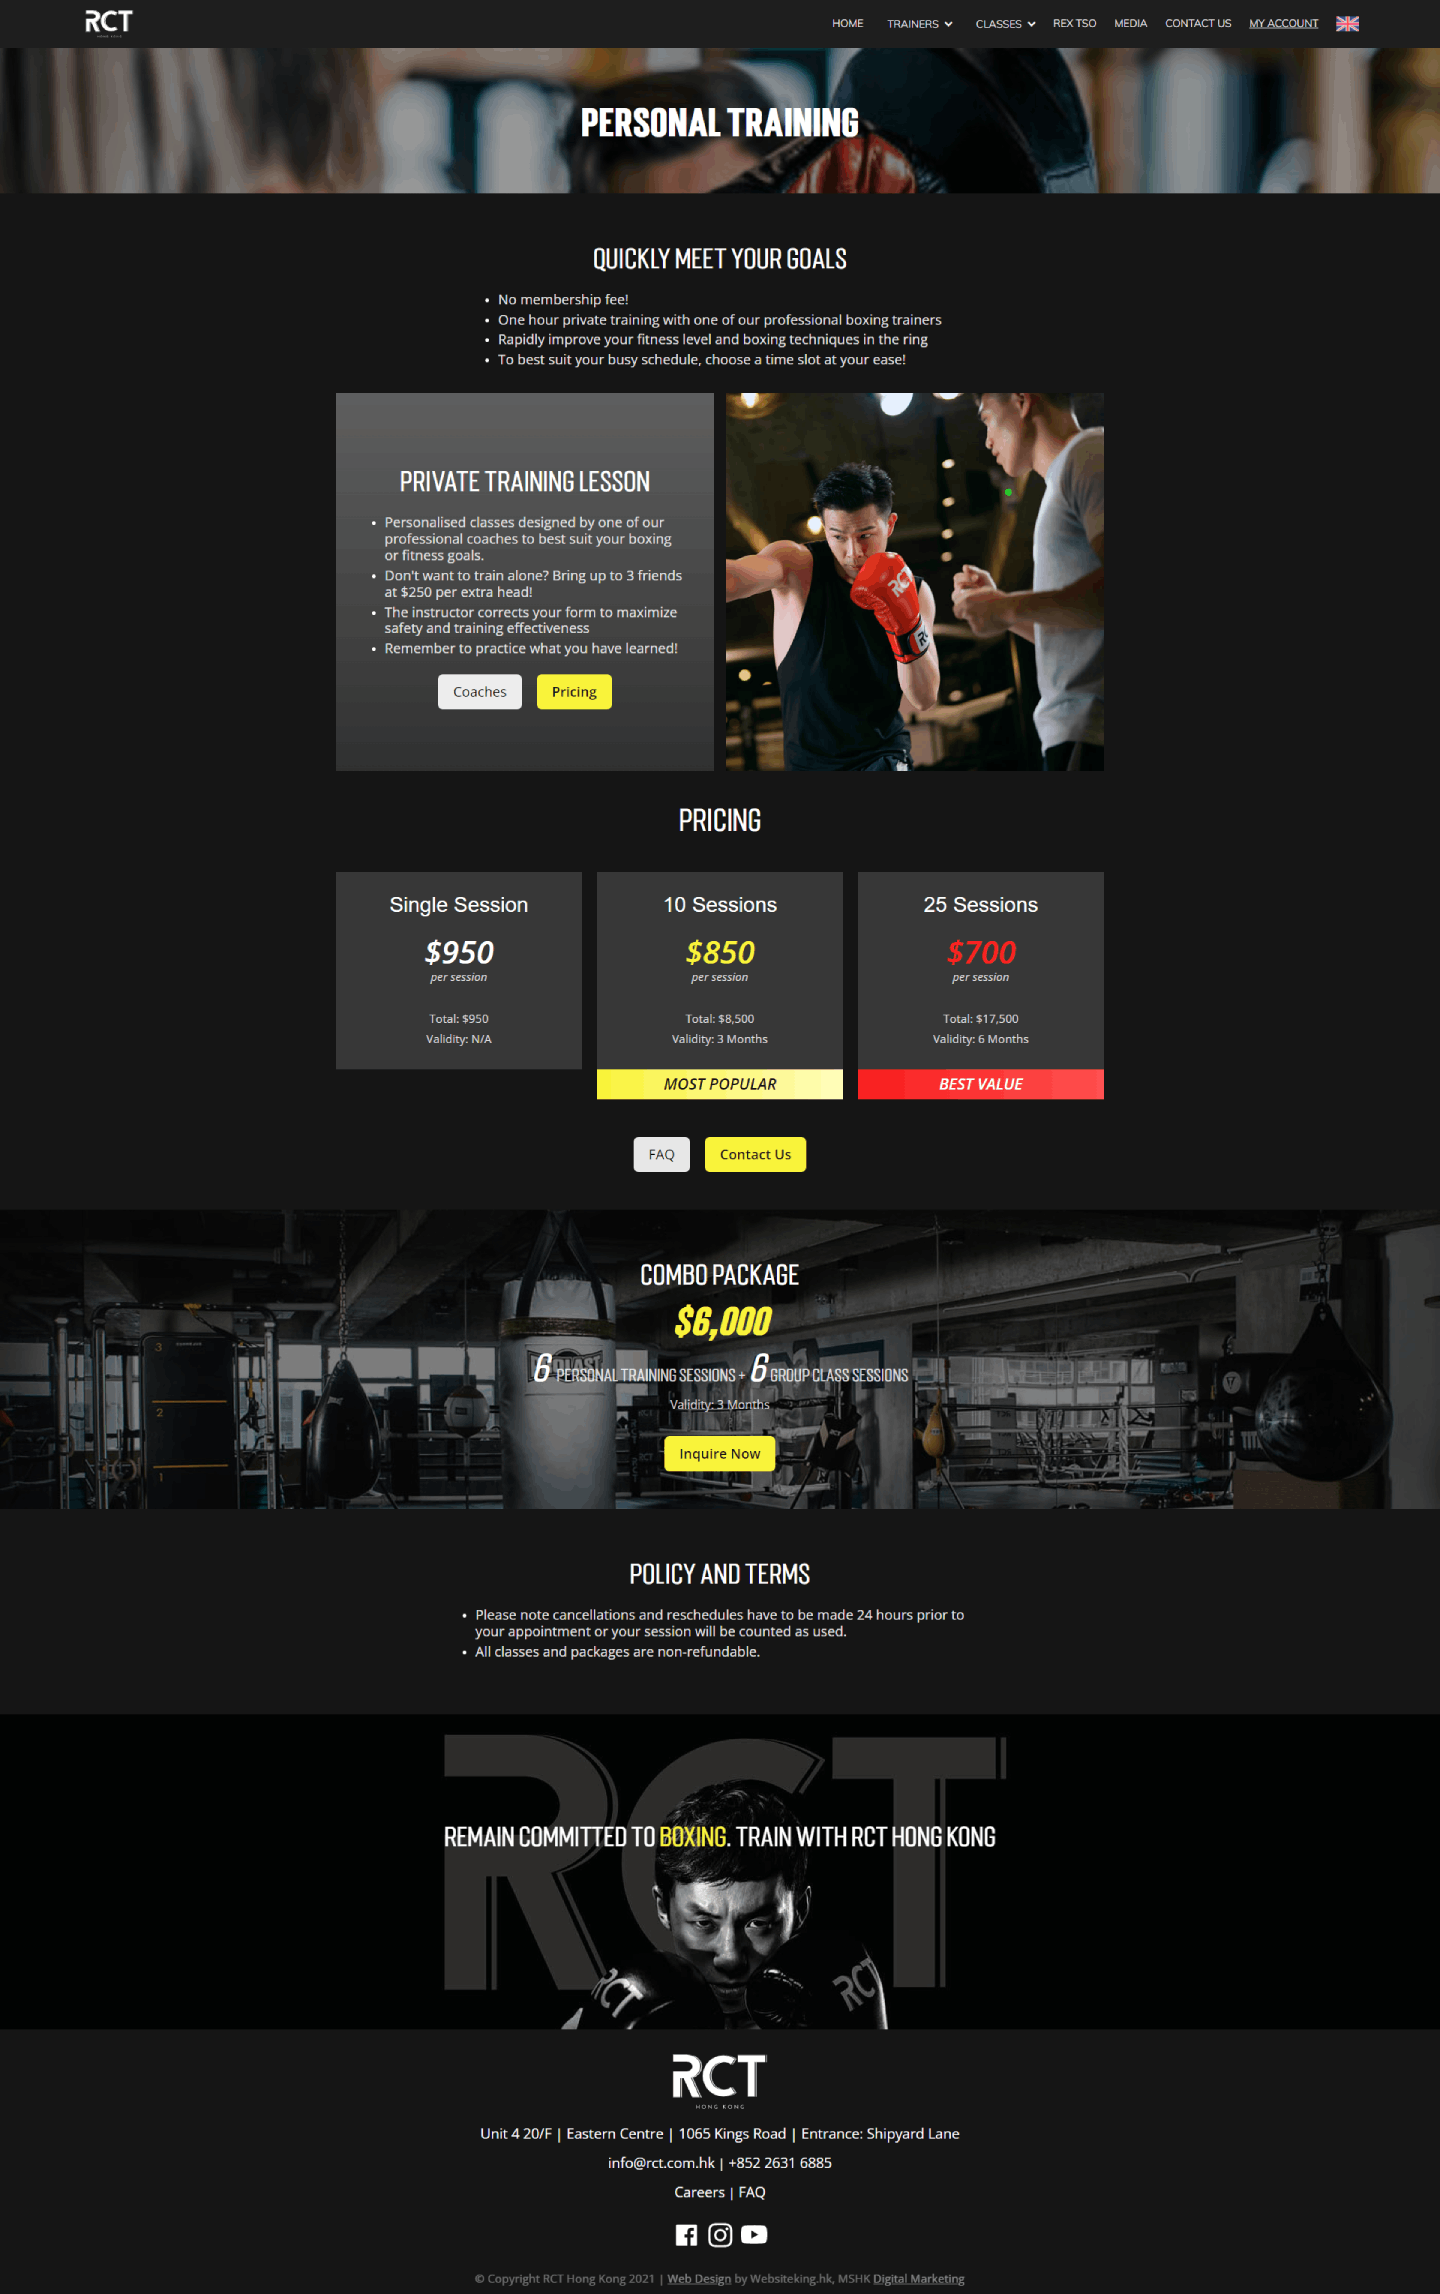 RCT
HONG KONG
HOME TRAINERS CLASSES REX TSO MEDIA CONTACT US MY ACCOUNT
PERSONAL TRAINING
QUICKLY MEET YOUR GOALS
• No membership fee!
• One hour private training with one of our professional boxing trainers
• Rapidly improve your fitness level and boxing techniques in the ring
• To best suit your busy schedule, choose a time slot at your ease!
PRIVATE TRAINING LESSON
• Personalised classes designed by one of our
professional coaches to best suit your boxing
or fitness goals.
• Don't want to train alone? Bring up to 3 friends
at $250 per extra head!
• The instructor corrects your form to maximize
safety and training effectiveness
• Remember to practice what you have learned!
Coaches Pricing
RCT
PRICING
Single Session
$950
per session
Total: $950
Validity: N/A
10 Sessions
$850
per session
Total: $8,500
Validity: 3 Months
MOST POPULAR
25 Sessions
$700
per session
Total: $17,500
Validity: 6 Months
BEST VALUE
FAQ Contact Us
COMBO PACKAGE
$6,000
6 PERSONAL TRAINING SESSIONS + 6 GROUP CLASS SESSIONS
Validity: 3 Months
Inquire Now
3
2
1
POLICY AND TERMS
• Please note cancellations and reschedules have to be made 24 hours prior to
your appointment or your session will be counted as used.
• All classes and packages are non-refundable.
RCT
REMAIN COMMITTED TO BOXING. TRAIN WITH RCT HONG KONG
RCT
RCT
RCT
HONG KONG
Unit 4 20/F | Eastern Centre | 1065 Kings Road | Entrance: Shipyard Lane
info@rct.com.hk | +852 2631 6885
Careers | FAQ
© Copyright RCT Hong Kong 2021 | Web Design by Websiteking.hk, MSHK Digital Marketing